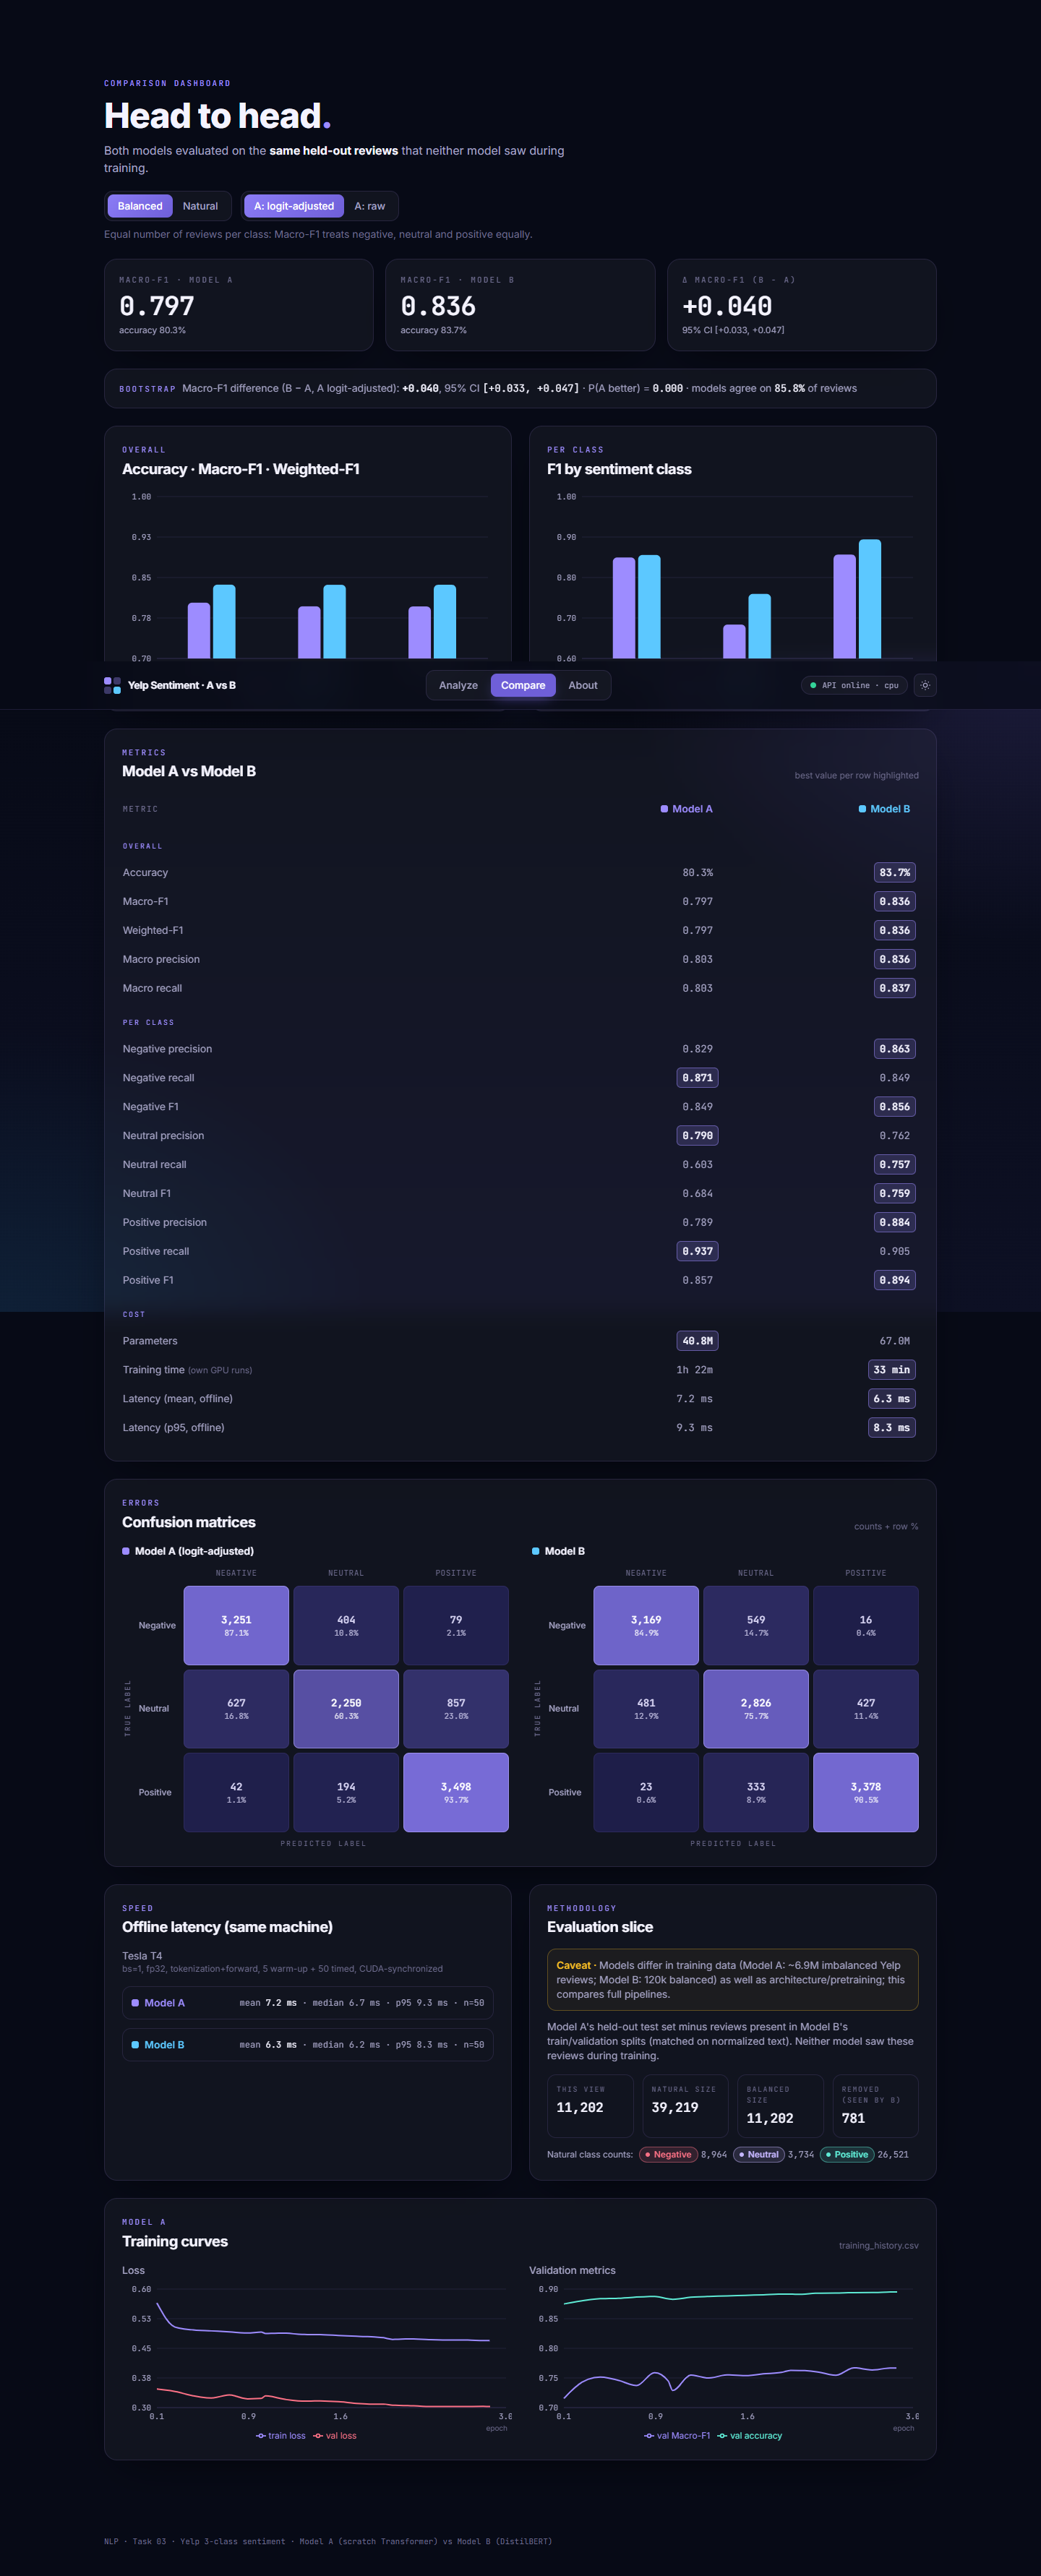 COMPARISON DASHBOARD
Head to head.
Both models evaluated on the same held-out reviews that neither model saw during
training.
Balanced Natural A: logit-adjusted A: raw
Equal number of reviews per class: Macro-F1 treats negative, neutral and positive equally.
MACRO-F1 · MODEL A
0.797
accuracy 80.3%
MACRO-F1 · MODEL B
0.836
accuracy 83.7%
Δ MACRO-F1 (B − A)
+0.040
95% CI [+0.033, +0.047]
BOOTSTRAP Macro-F1 difference (B − A, A logit-adjusted): +0.040, 95% CI [+0.033, +0.047] · P(A better) = 0.000 · models agree on 85.8% of reviews
OVERALL
Accuracy · Macro-F1 · Weighted-F1
1.00
0.93
0.85
0.78
0.70
PER CLASS
F1 by sentiment class
1.00
0.90
0.80
0.70
0.60
Yelp Sentiment · A vs B Analyze Compare About API online · cpu
METRICS
Model A vs Model B best value per row highlighted
METRIC Model A Model B
OVERALL
Accuracy 80.3% 83.7%
Macro-F1 0.797 0.836
Weighted-F1 0.797 0.836
Macro precision 0.803 0.836
Macro recall 0.803 0.837
PER CLASS
Negative precision 0.829 0.863
Negative recall 0.871 0.849
Negative F1 0.849 0.856
Neutral precision 0.790 0.762
Neutral recall 0.603 0.757
Neutral F1 0.684 0.759
Positive precision 0.789 0.884
Positive recall 0.937 0.905
Positive F1 0.857 0.894
COST
Parameters 40.8M 67.0M
Training time (own GPU runs) 1h 22m 33 min
Latency (mean, offline) 7.2 ms 6.3 ms
Latency (p95, offline) 9.3 ms 8.3 ms
ERRORS
Confusion matrices counts + row %
Model A (logit-adjusted)
NEGATIVE NEUTRAL POSITIVE
TRUE LABEL
Negative 3,251 404 79
87.1% 10.8% 2.1%
Neutral 627 2,250 857
16.8% 60.3% 23.0%
Positive 42 194 3,498
1.1% 5.2% 93.7%
PREDICTED LABEL
Model B
NEGATIVE NEUTRAL POSITIVE
TRUE LABEL
Negative 3,169 549 16
84.9% 14.7% 0.4%
Neutral 481 2,826 427
12.9% 75.7% 11.4%
Positive 23 333 3,378
0.6% 8.9% 90.5%
PREDICTED LABEL
SPEED
Offline latency (same machine)
Tesla T4
bs=1, fp32, tokenization+forward, 5 warm-up + 50 timed, CUDA-synchronized
Model A mean 7.2 ms · median 6.7 ms · p95 9.3 ms · n=50
Model B mean 6.3 ms · median 6.2 ms · p95 8.3 ms · n=50
METHODOLOGY
Evaluation slice
Caveat · Models differ in training data (Model A: ~6.9M imbalanced Yelp
reviews; Model B: 120k balanced) as well as architecture/pretraining; this
compares full pipelines.
Model A's held-out test set minus reviews present in Model B's
train/validation splits (matched on normalized text). Neither model saw these
reviews during training.
THIS VIEW
11,202
NATURAL SIZE
39,219
BALANCED
SIZE
11,202
REMOVED
(SEEN BY B)
781
Natural class counts: Negative 8,964 Neutral 3,734 Positive 26,521
MODEL A
Training curves training_history.csv
Loss
0.60
0.53
0.45
0.38
0.30
0.1 0.9 1.6 3.0
epoch
train loss val loss
Validation metrics
0.90
0.85
0.80
0.75
0.70
0.1 0.9 1.6 3.0
epoch
val Macro-F1 val accuracy
NLP · Task 03 · Yelp 3-class sentiment · Model A (scratch Transformer) vs Model B (DistilBERT)